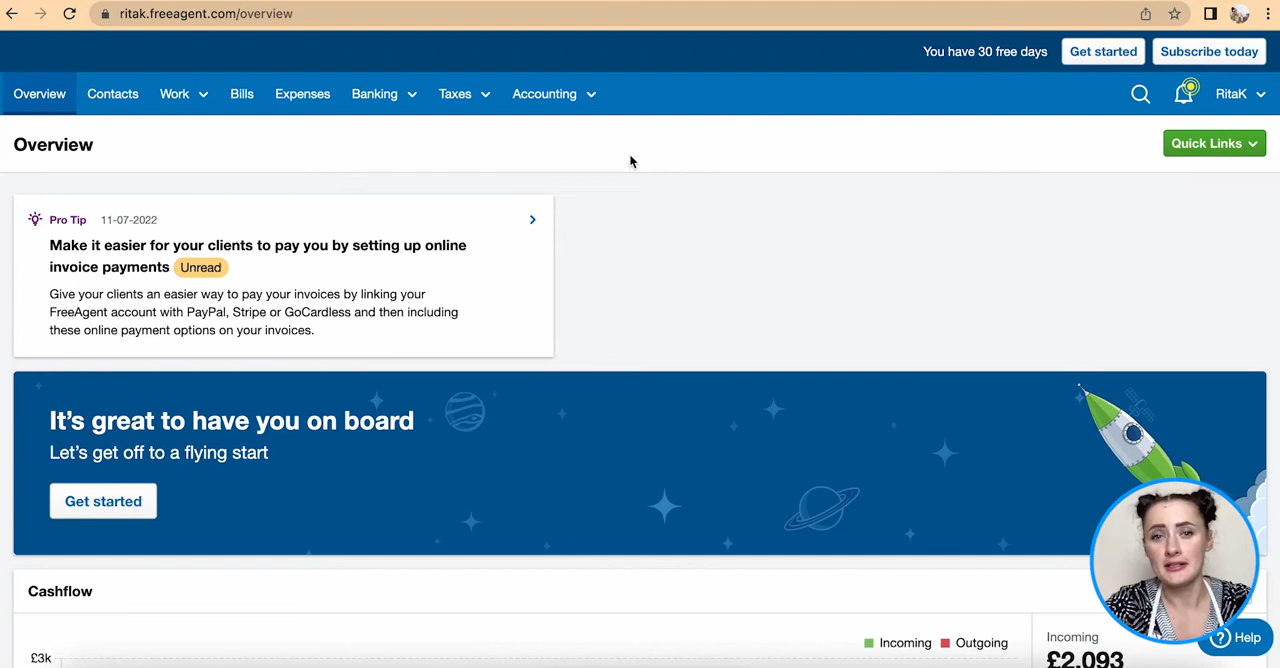 ritak.freeagent.com/overview
You have 30 free days
Get started
Subscribe today
Overview
Contacts
Work
Bills
Expenses
Banking
Taxes
Accounting
RitaK
Overview
Quick Links
Pro Tip
11-07-2022
Make it easier for your clients to pay you by setting up online
invoice payments Unread
Give your clients an easier way to pay your invoices by linking your
FreeAgent account with PayPal, Stripe or GoCardless and then including
these online payment options on your invoices.
It's great to have you on board
Let's get off to a flying start
Get started
Cashflow
£3k
Incoming
Outgoing
Incoming
£2,093
Help